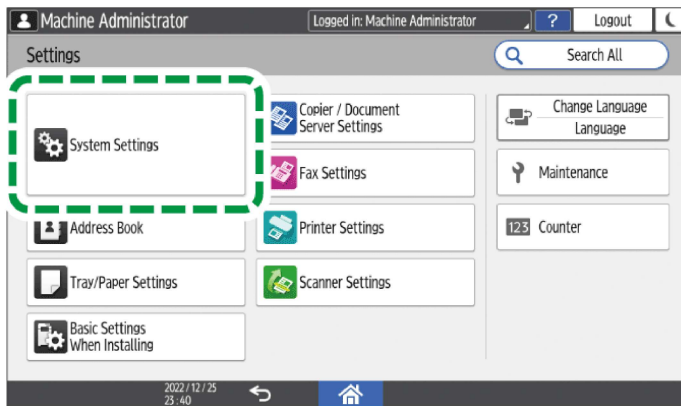 Machine Administrator
Logged in: Machine Administrator
?
Logout
Settings
Search All
System Settings
Copier / Document
Server Settings
Change Language
Language
Fax Settings
Maintenance
Address Book
Printer Settings
123 Counter
Tray/Paper Settings
Scanner Settings
Basic Settings
When Installing
2022/12/25
23:40